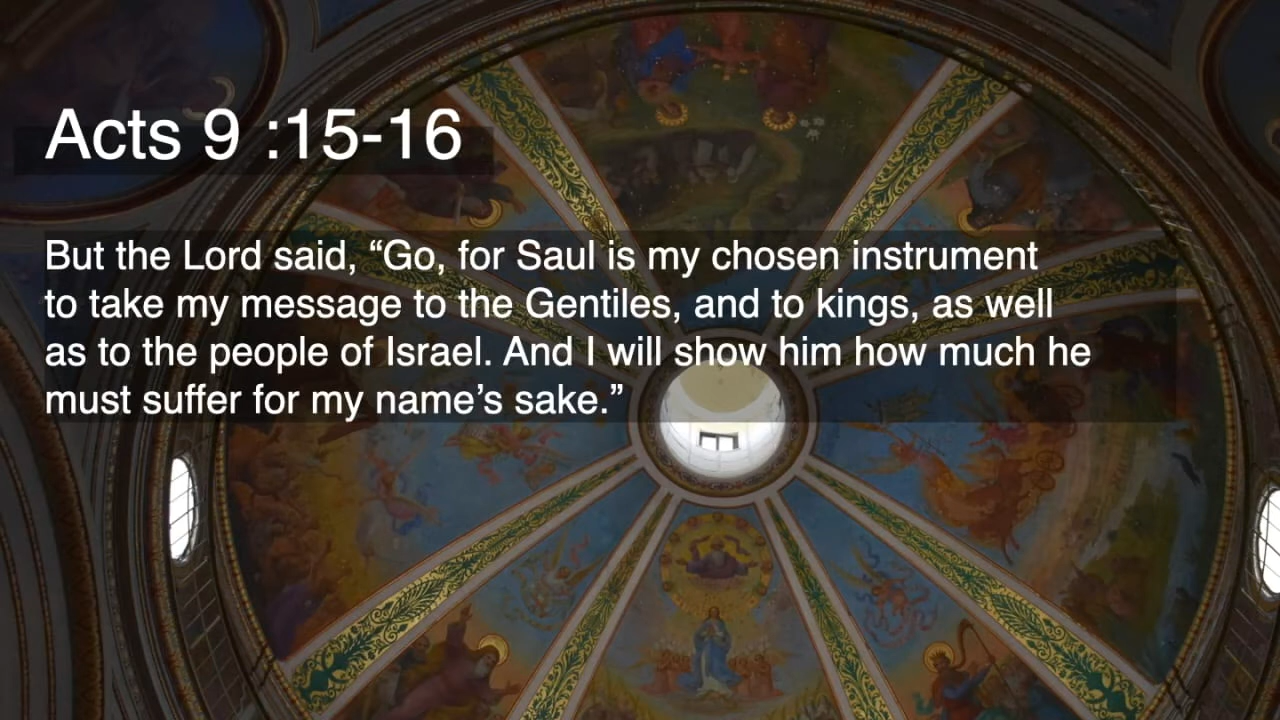 Acts 9 :15-16
But the Lord said, “Go, for Saul is my chosen instrument
to take my message to the Gentiles, and to kings, as well
as to the people of Israel. And I will show him how much he
must suffer for my name’s sake.”